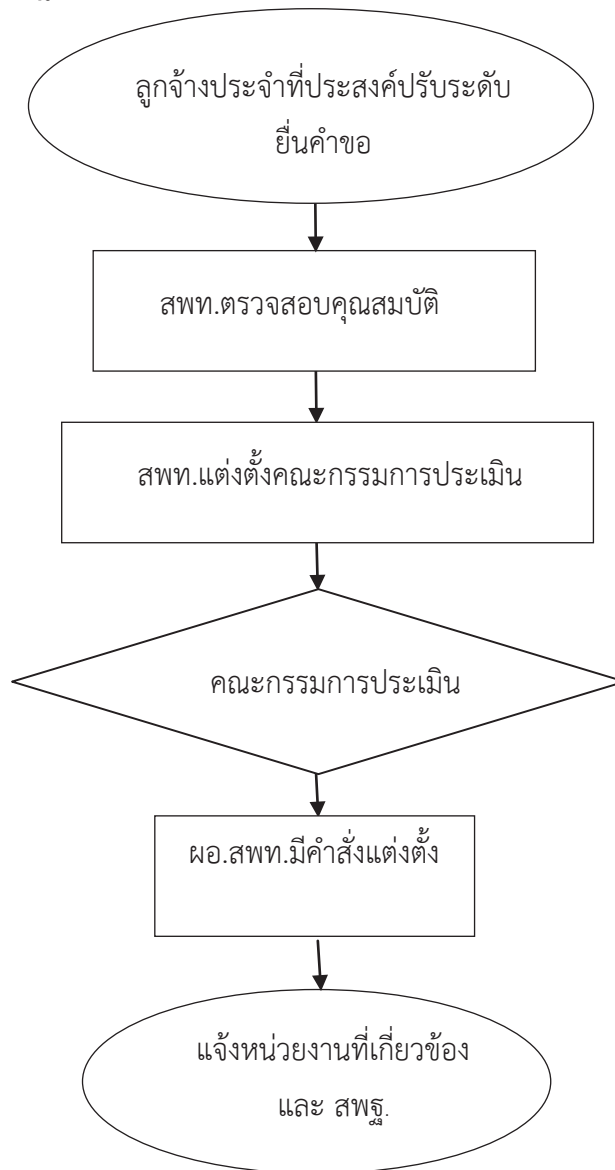 ลูกจ้างประจำที่ประสงค์ปรับระดับ
ยื่นคำขอ
สพท.ตรวจสอบคุณสมบัติ
สพท.แต่งตั้งคณะกรรมการประเมิน
คณะกรรมการประเมิน
ผอ.สพท.มีคำสั่งแต่งตั้ง
แจ้งหน่วยงานที่เกี่ยวข้อง
และ สพฐ.